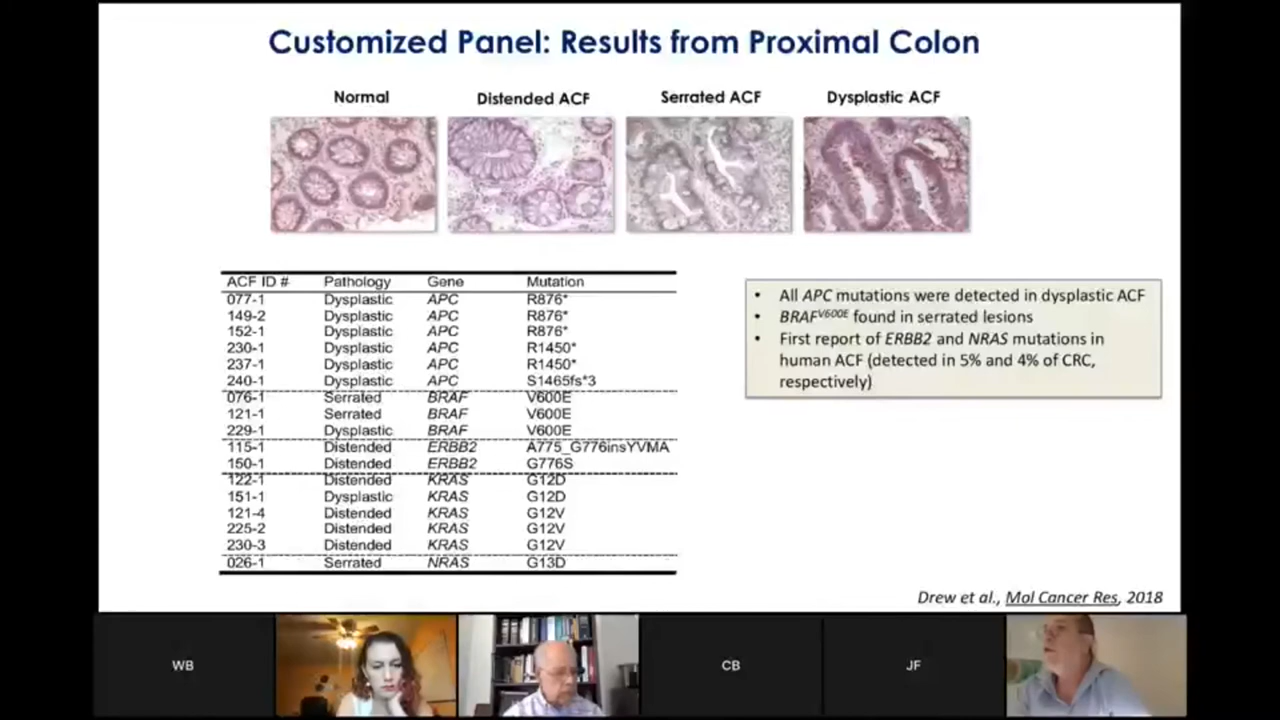 Customized Panel: Results from Proximal Colon
Normal Distended ACF Serrated ACF Dysplastic ACF
ACF ID # Pathology Gene Mutation
077-1 Dysplastic APC R876*
149-2 Dysplastic APC R876*
152-1 Dysplastic APC R876*
230-1 Dysplastic APC R1450*
237-1 Dysplastic APC R1450*
240-1 Dysplastic APC S1465fs*3
076-1 Serrated BRAF V600E
121-1 Serrated BRAF V600E
229-1 Dysplastic BRAF V600E
115-1 Distended ERBB2 A775_G776insYVMA
150-1 Distended ERBB2 G776S
122-1 Distended KRAS G12D
151-1 Dysplastic KRAS G12D
121-4 Distended KRAS G12V
225-2 Distended KRAS G12V
230-3 Distended KRAS G12V
026-1 Serrated NRAS G13D
• All APC mutations were detected in dysplastic ACF
• BRAFV600E found in serrated lesions
• First report of ERBB2 and NRAS mutations in
human ACF (detected in 5% and 4% of CRC,
respectively)
Drew et al., Mol Cancer Res, 2018
WB CB JF